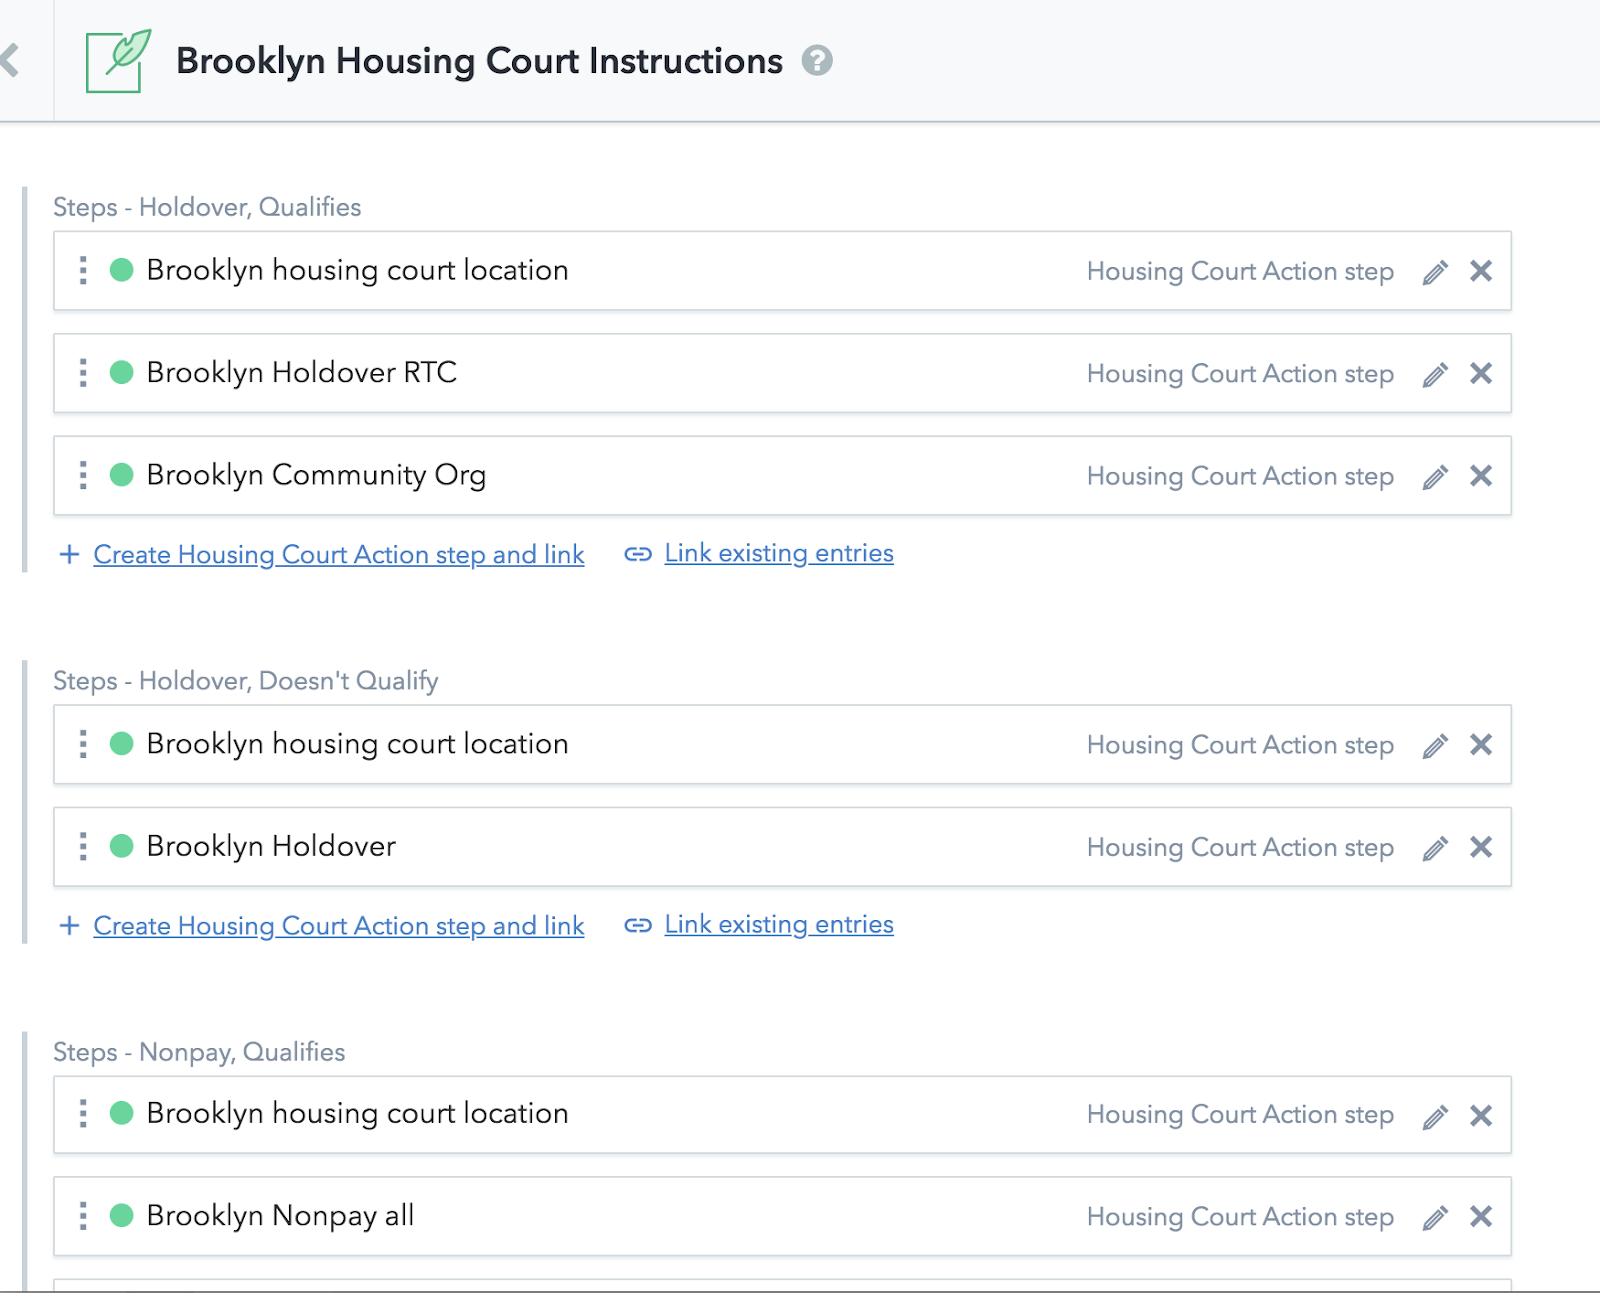 Brooklyn Housing Court Instructions ?
Steps - Holdover, Qualifies
Brooklyn housing court location Housing Court Action step
Brooklyn Holdover RTC Housing Court Action step
Brooklyn Community Org Housing Court Action step
+ Create Housing Court Action step and link Link existing entries
Steps - Holdover, Doesn't Qualify
Brooklyn housing court location Housing Court Action step
Brooklyn Holdover Housing Court Action step
+ Create Housing Court Action step and link Link existing entries
Steps - Nonpay, Qualifies
Brooklyn housing court location Housing Court Action step
Brooklyn Nonpay all Housing Court Action step